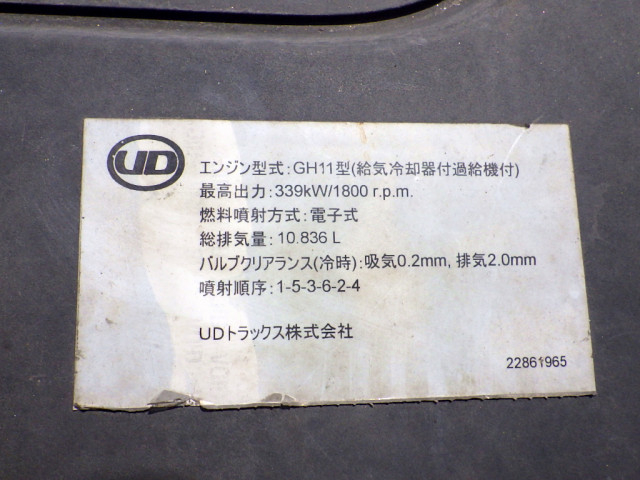 UD
エンジン型式:GH11型(給気冷却器付過給機付)
最高出力:339kW/1800 r.p.m.
燃料噴射方式:電子式
総排気量:10.836 L
バルブクリアランス(冷時):吸気0.2mm, 排気2.0mm
噴射順序:1-5-3-6-2-4
UDトラックス株式会社
22861965